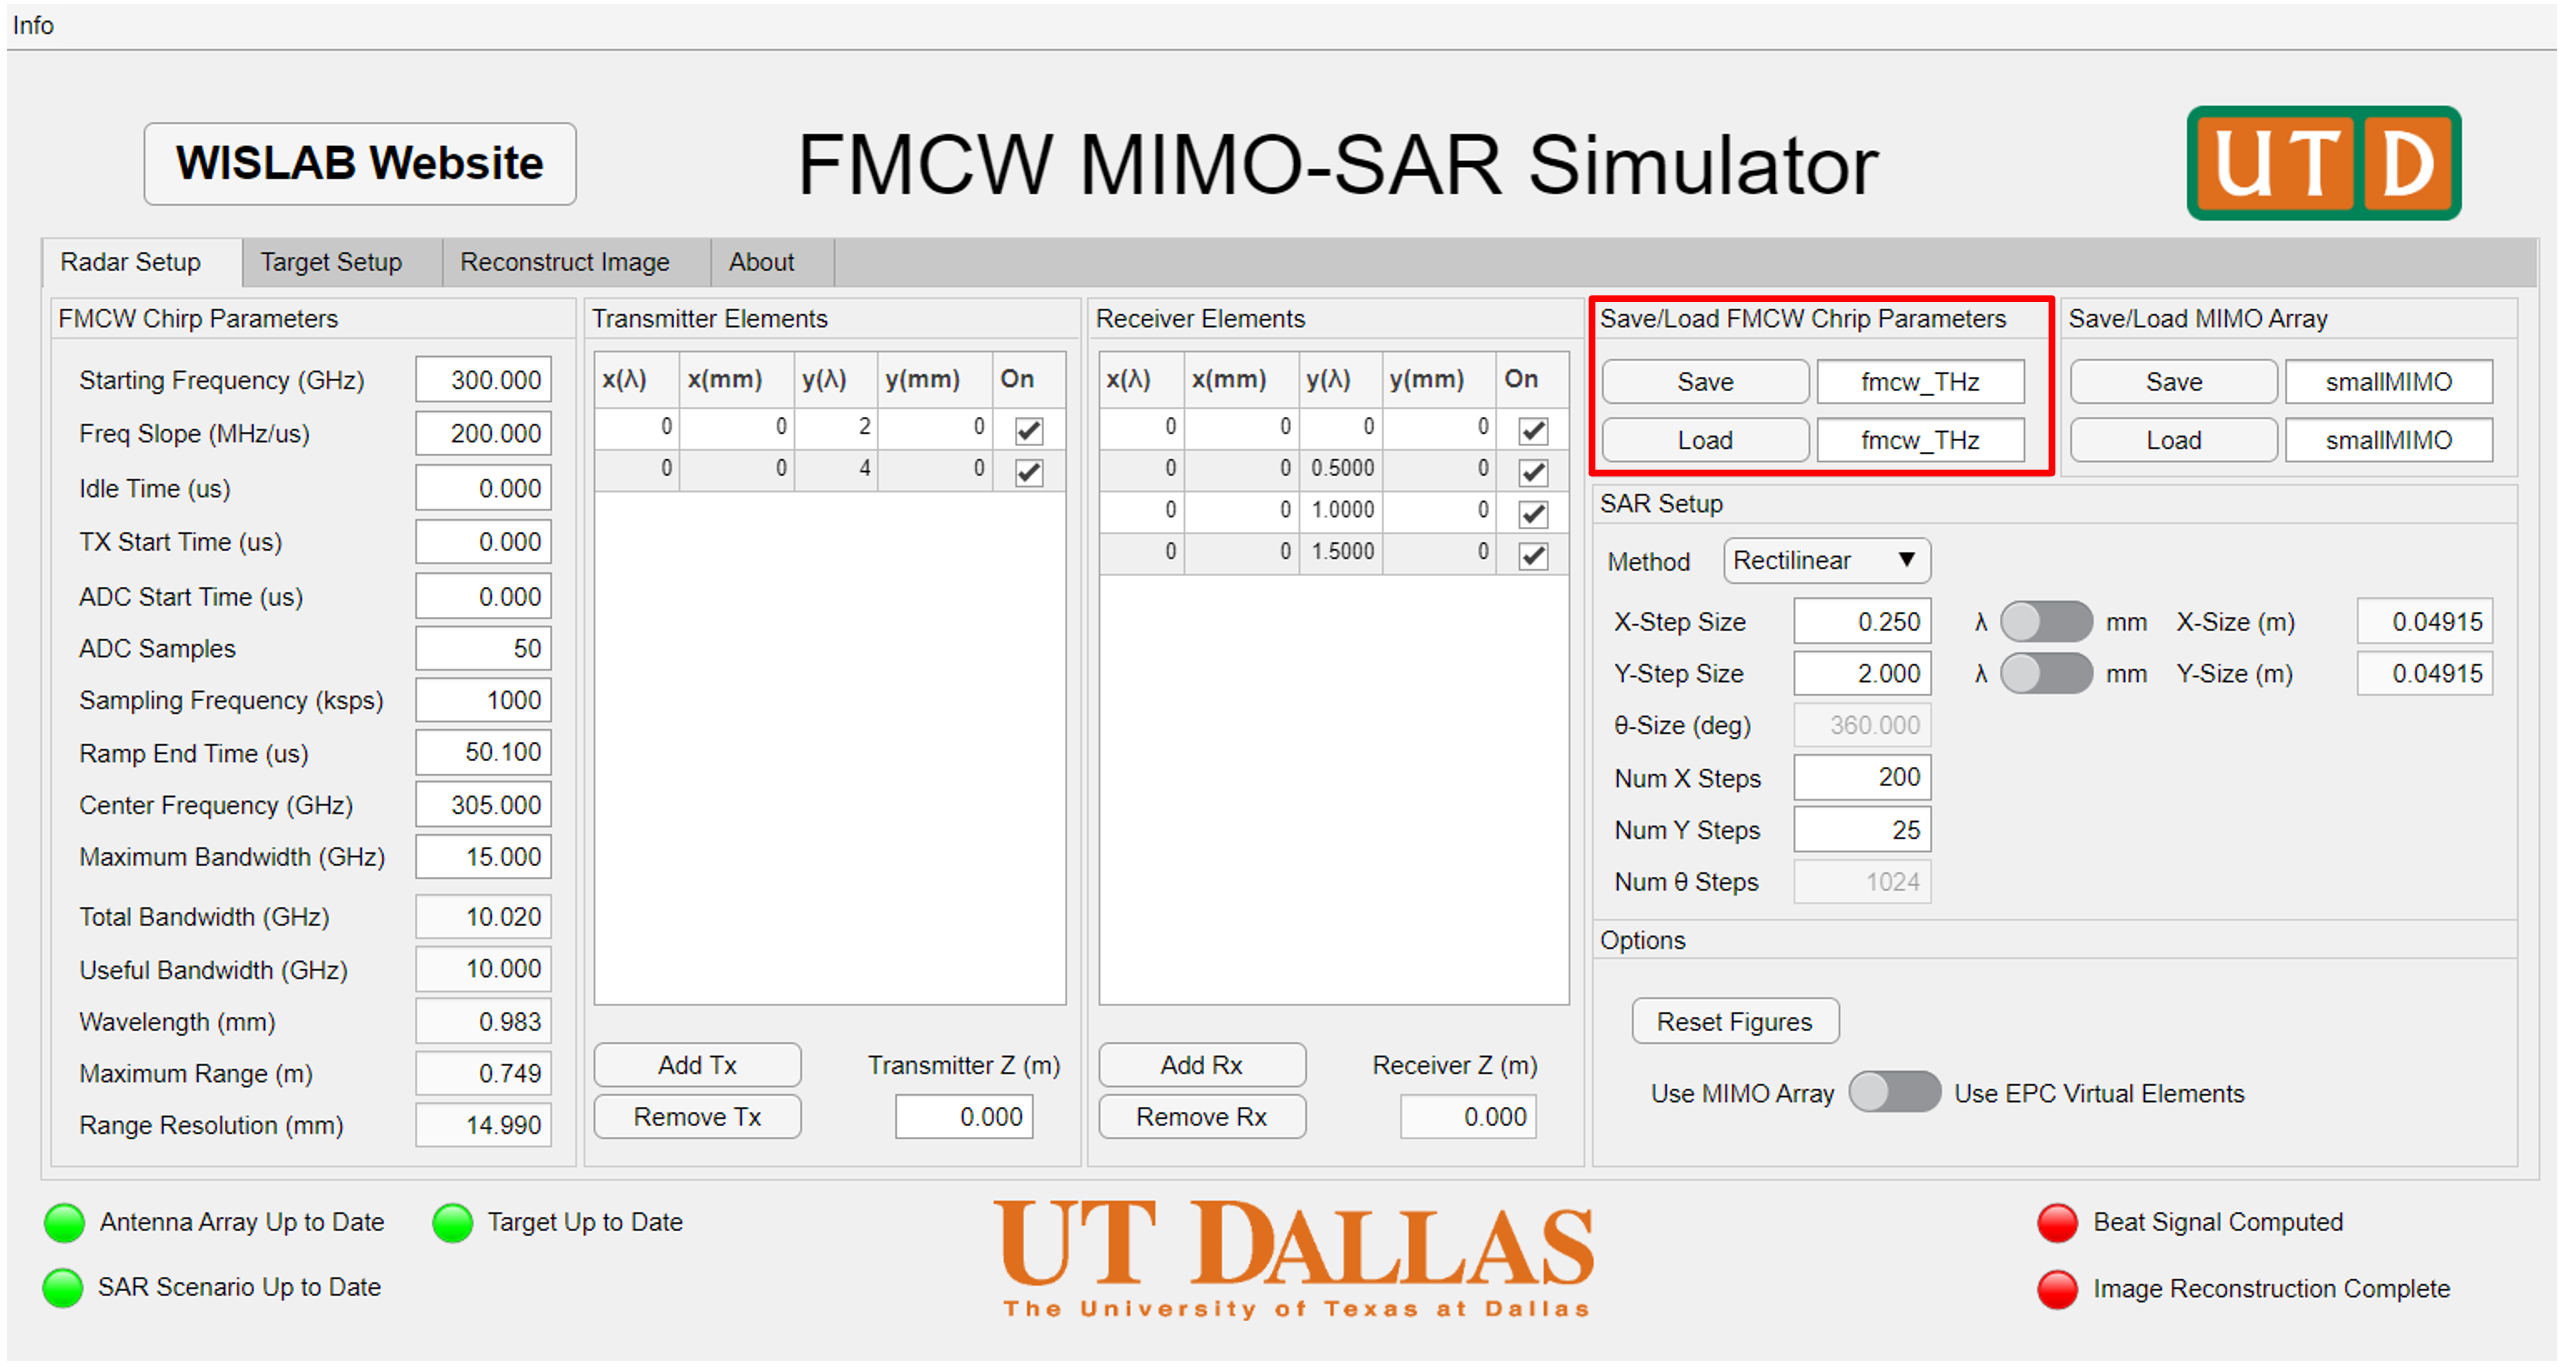 Info
WISLAB Website
FMCW MIMO-SAR Simulator
UTD
Radar Setup Target Setup Reconstruct Image About
FMCW Chirp Parameters
Starting Frequency (GHz) 300.000
Freq Slope (MHz/us) 200.000
Idle Time (us) 0.000
TX Start Time (us) 0.000
ADC Start Time (us) 0.000
ADC Samples 50
Sampling Frequency (ksps) 1000
Ramp End Time (us) 50.100
Center Frequency (GHz) 305.000
Maximum Bandwidth (GHz) 15.000
Total Bandwidth (GHz) 10.020
Useful Bandwidth (GHz) 10.000
Wavelength (mm) 0.983
Maximum Range (m) 0.749
Range Resolution (mm) 14.990
Transmitter Elements
x(λ) x(mm) y(λ) y(mm) On
0 0 2 0
0 0 4 0
Add Tx
Remove Tx
Transmitter Z (m)
0.000
Receiver Elements
x(λ) x(mm) y(λ) y(mm) On
0 0 0 0
0 0 0.5000 0
0 0 1.0000 0
0 0 1.5000 0
Add Rx
Remove Rx
Receiver Z (m)
0.000
Save/Load FMCW Chrip Parameters
Save fmcw_THz
Load fmcw_THz
Save/Load MIMO Array
Save smallMIMO
Load smallMIMO
SAR Setup
Method Rectilinear
X-Step Size 0.250 λ mm X-Size (m) 0.04915
Y-Step Size 2.000 λ mm Y-Size (m) 0.04915
θ-Size (deg) 360.000
Num X Steps 200
Num Y Steps 25
Num θ Steps 1024
Options
Reset Figures
Use MIMO Array Use EPC Virtual Elements
Antenna Array Up to Date Target Up to Date
SAR Scenario Up to Date
UT DALLAS
The University of Texas at Dallas
Beat Signal Computed
Image Reconstruction Complete